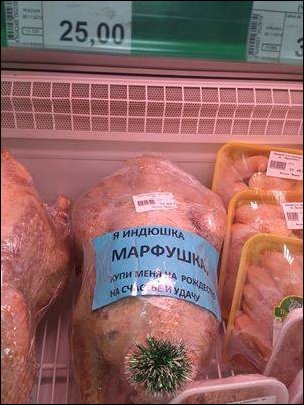 25,00
Я ИНДЮШКА
МАРФУШКА,
КУПИ МЕНЯ НА РОЖДЕСТВО
НА СЧАСТЬЕ И УДАЧУ